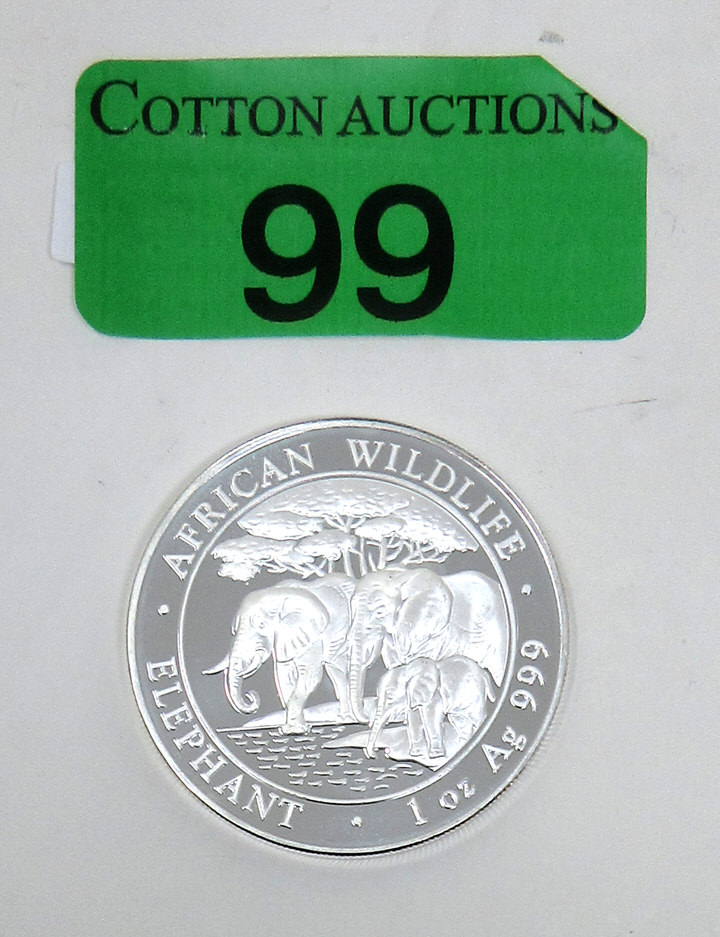 COTTON AUCTIONS
99
AFRICAN WILDLIFE
ELEPHANT • 1 oz Ag 999